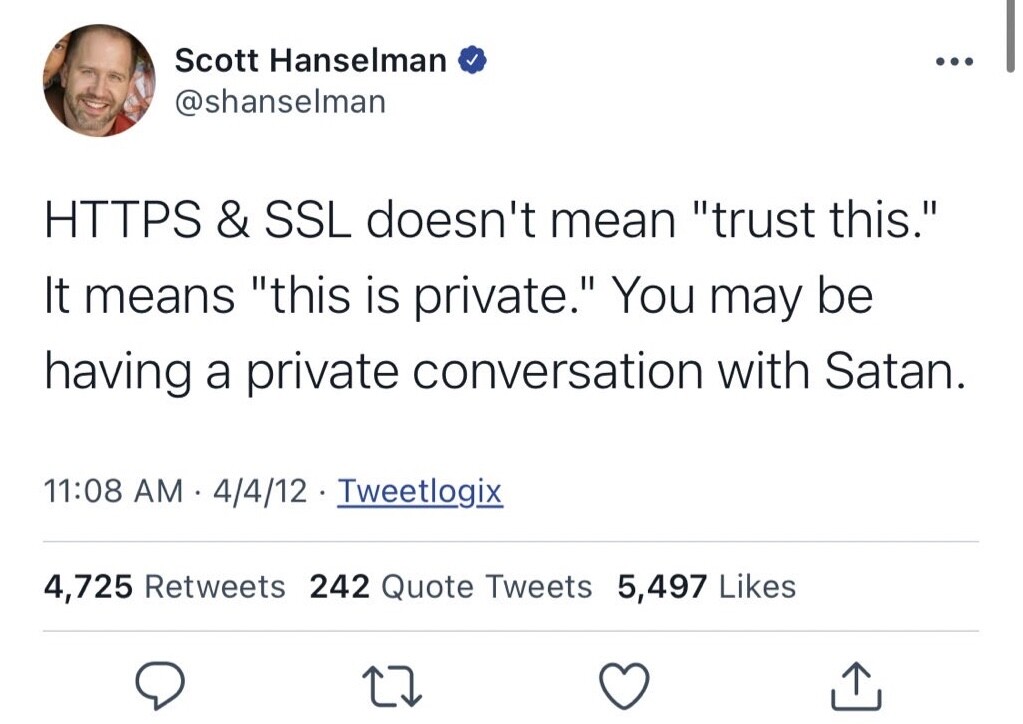 Scott Hanselman
@shanselman
HTTPS & SSL doesn't mean "trust this."
It means "this is private." You may be
having a private conversation with Satan.
11:08 AM · 4/4/12 · Tweetlogix
4,725 Retweets 242 Quote Tweets 5,497 Likes